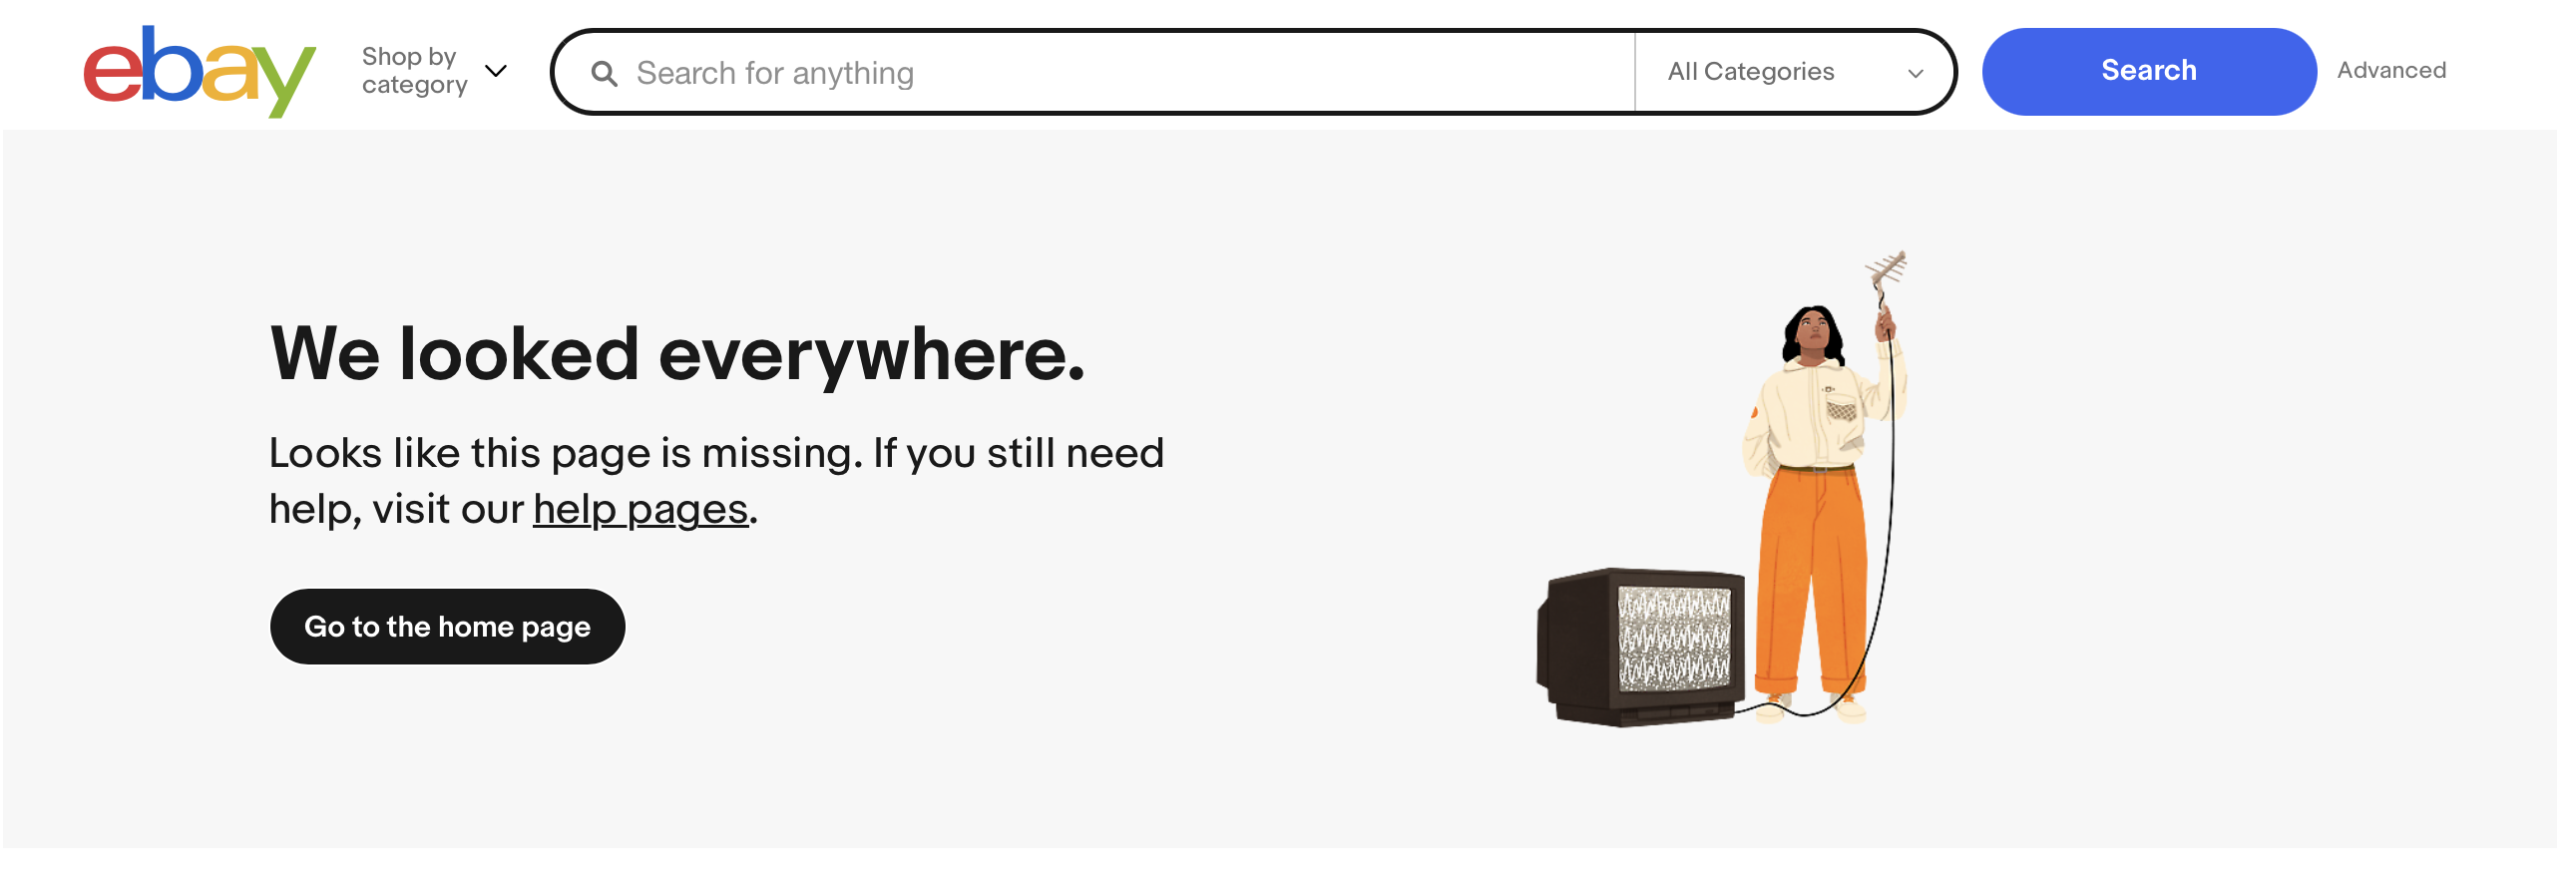 ebay
Shop by
category
Search for anything
All Categories
Search
Advanced
We looked everywhere.
Looks like this page is missing. If you still need
help, visit our help pages.
Go to the home page